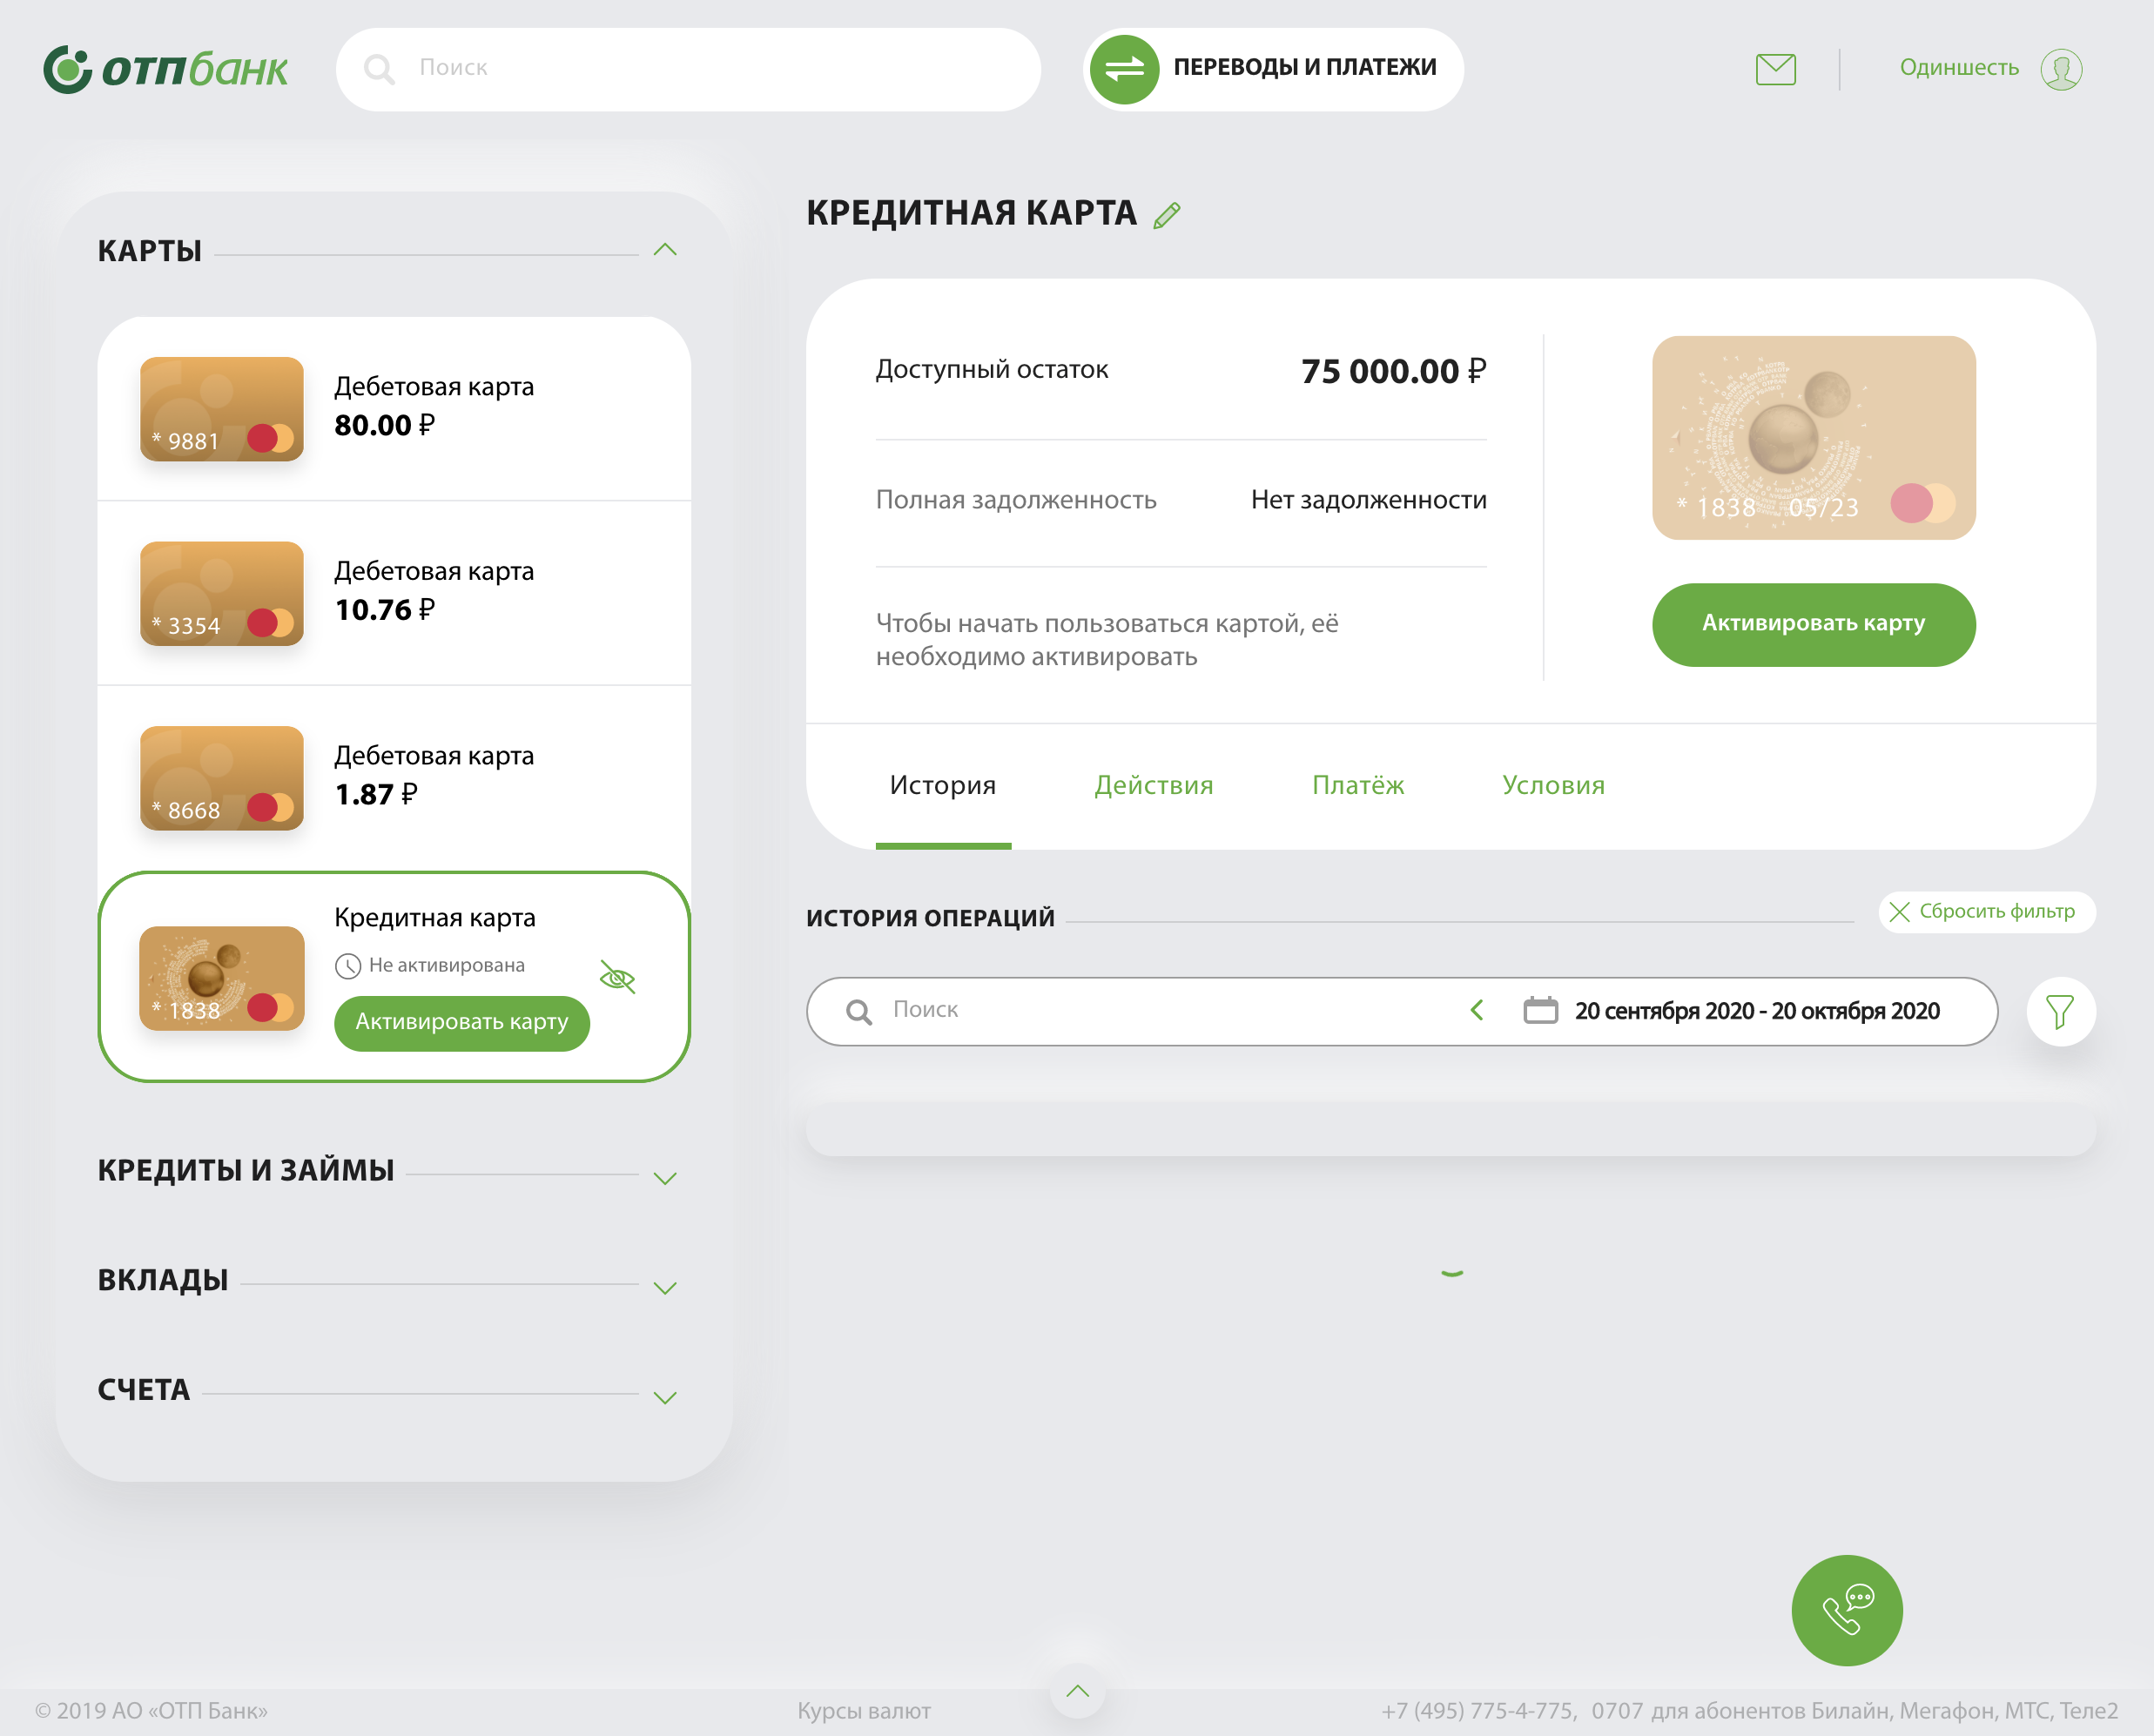 ОТП банк
Поиск
ПЕРЕВОДЫ И ПЛАТЕЖИ
Одиншесть
КАРТЫ
* 9881
Дебетовая карта
80.00 ₽
* 3354
Дебетовая карта
10.76 ₽
* 8668
Дебетовая карта
1.87 ₽
* 1838
Кредитная карта
Не активирована
Активировать карту
КРЕДИТЫ И ЗАЙМЫ
ВКЛАДЫ
СЧЕТА
КРЕДИТНАЯ КАРТА
Доступный остаток 75 000.00 ₽
Полная задолженность Нет задолженности
Чтобы начать пользоваться картой, её
необходимо активировать
* 1838 05/23
Активировать карту
История Действия Платёж Условия
ИСТОРИЯ ОПЕРАЦИЙ
Сбросить фильтр
Поиск
20 сентября 2020 - 20 октября 2020
© 2019 АО «ОТП Банк»
Курсы валют
+7 (495) 775-4-775, 0707 для абонентов Билайн, Мегафон, МТС, Теле2